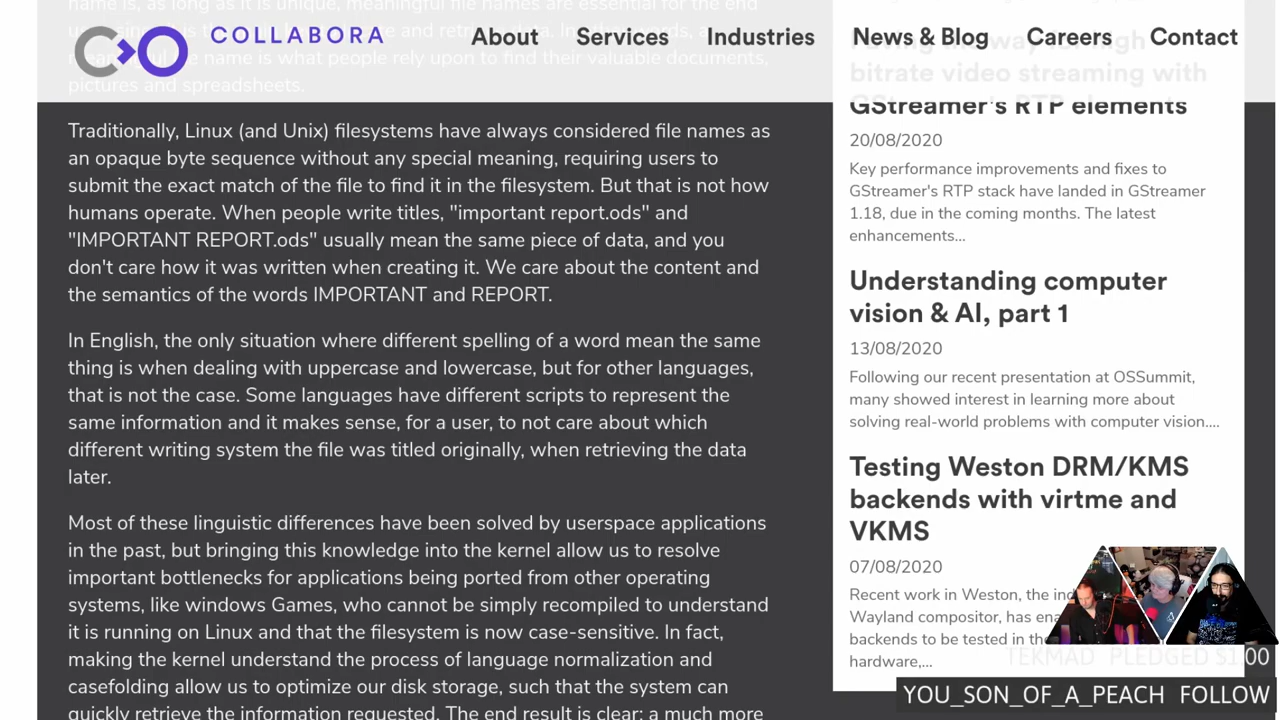 name is, as long as it is unique, meaningful file names are essential for the end
and retri
name is what people rely upon to find their valuable documents,
pictures and spreadsheets.
COLLABORA
About
Services
Industries
News & Blog
Careers
Contact
Traditionally, Linux (and Unix) filesystems have always considered file names as
an opaque byte sequence without any special meaning, requiring users to
submit the exact match of the file to find it in the filesystem. But that is not how
humans operate. When people write titles, "important report.ods" and
"IMPORTANT REPORT.ods" usually mean the same piece of data, and you
don't care how it was written when creating it. We care about the content and
the semantics of the words IMPORTANT and REPORT.
In English, the only situation where different spelling of a word mean the same
thing is when dealing with uppercase and lowercase, but for other languages,
that is not the case. Some languages have different scripts to represent the
same information and it makes sense, for a user, to not care about which
different writing system the file was titled originally, when retrieving the data
later.
Most of these linguistic differences have been solved by userspace applications
in the past, but bringing this knowledge into the kernel allow us to resolve
important bottlenecks for applications being ported from other operating
systems, like windows Games, who cannot be simply recompiled to understand
it is running on Linux and that the filesystem is now case-sensitive. In fact,
making the kernel understand the process of language normalization and
casefolding allow us to optimize our disk storage, such that the system can
quickly retrieve the information requested. The end result is clear: a much more
Paving the way for high
bitrate video streaming with
GStreamer's RTP elements
20/08/2020
Key performance improvements and fixes to
GStreamer's RTP stack have landed in GStreamer
1.18, due in the coming months. The latest
enhancements...
Understanding computer
vision & AI, part 1
13/08/2020
Following our recent presentation at OSSummit,
many showed interest in learning more about
solving real-world problems with computer vision....
Testing Weston DRM/KMS
backends with virtme and
VKMS
07/08/2020
Recent work in Weston, the
Wayland compositor, has
backends to be tested in
hardware,...
TEKMAD PLEDGED $1.00
YOU_SON_OF_A_PEACH FOLLOW